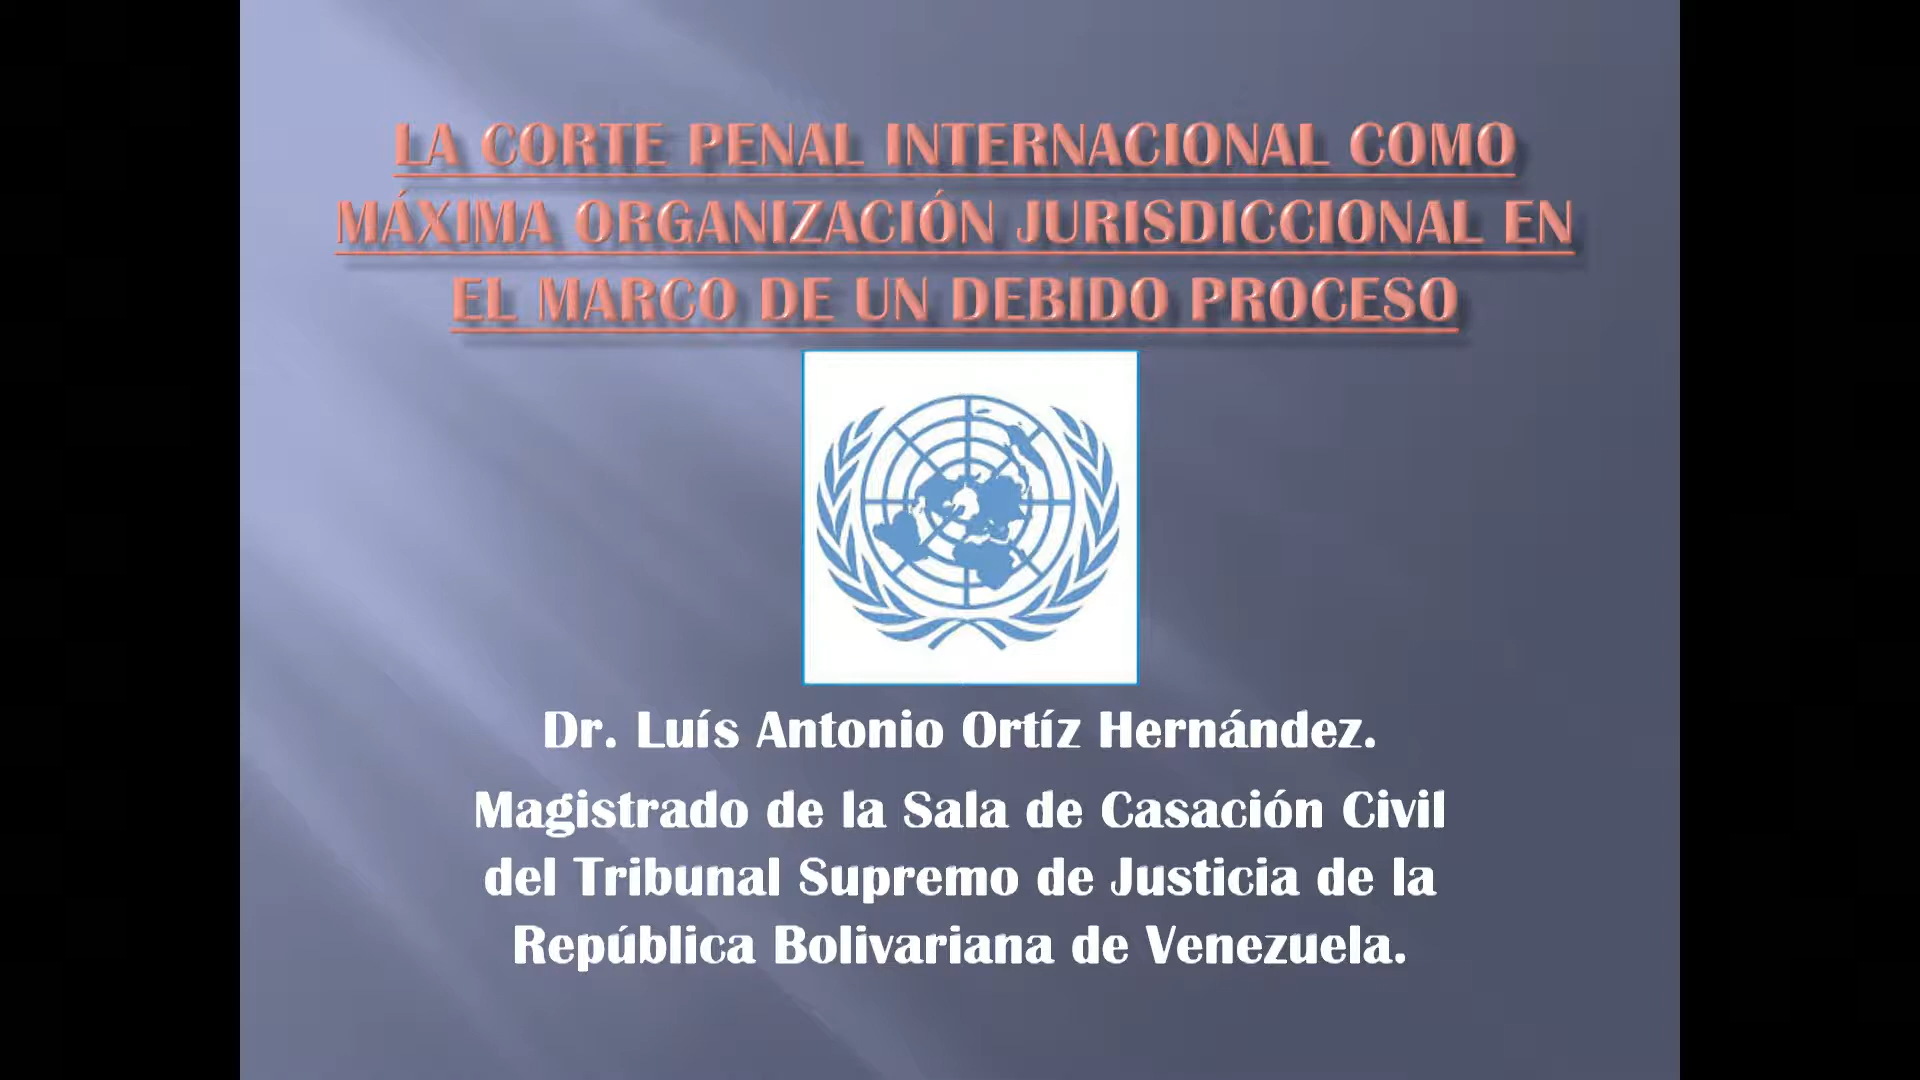 LA CORTE PENAL INTERNACIONAL COMO
MÁXIMA ORGANIZACIÓN JURISDICCIONAL EN
EL MARCO DE UN DEBIDO PROCESO
Dr. Luís Antonio Ortíz Hernández.
Magistrado de la Sala de Casación Civil
del Tribunal Supremo de Justicia de la
República Bolivariana de Venezuela.